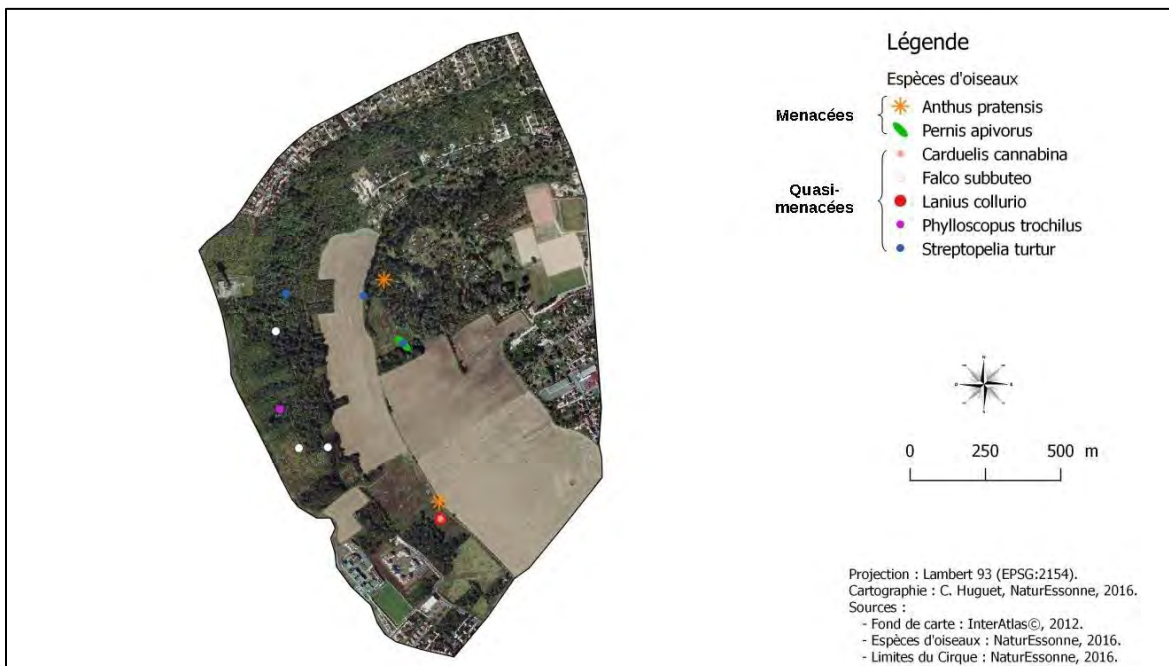 Légende
Espèces d'oiseaux
Menacées
Anthus pratensis
Pernis apivorus
Quasi-
menacées
Carduelis cannabina
Falco subbuteo
Lanius collurio
Phylloscopus trochilus
Streptopelia turtur
0 250 500 m
Projection : Lambert 93 (EPSG:2154).
Cartographie : C. Huguet, NaturEssonne, 2016.
Sources :
- Fond de carte : InterAtlas©, 2012.
- Espèces d'oiseaux : NaturEssonne, 2016.
- Limites du Cirque : NaturEssonne, 2016.